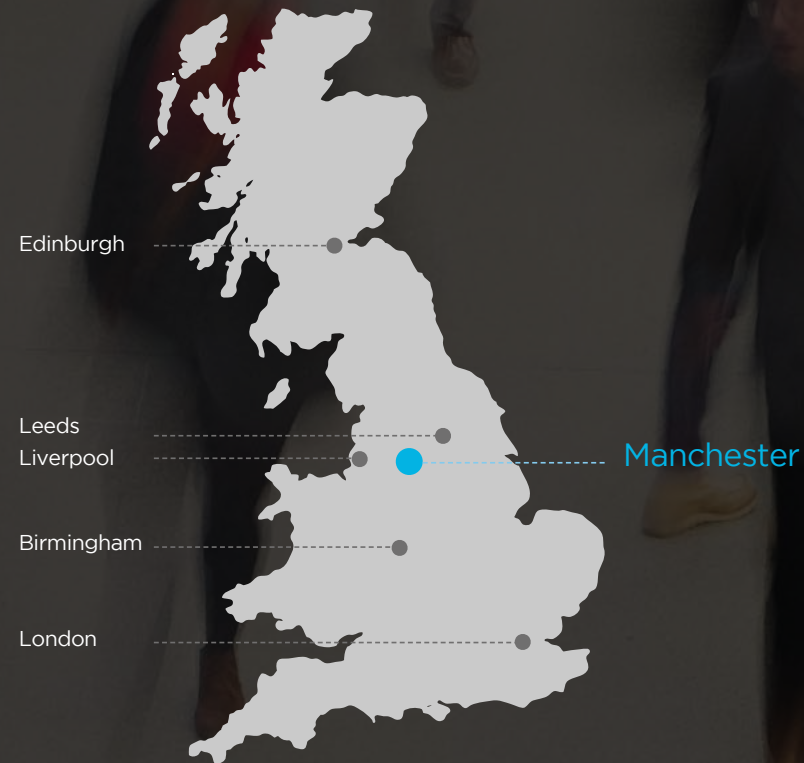 Edinburgh
Leeds
Liverpool
Manchester
Birmingham
London